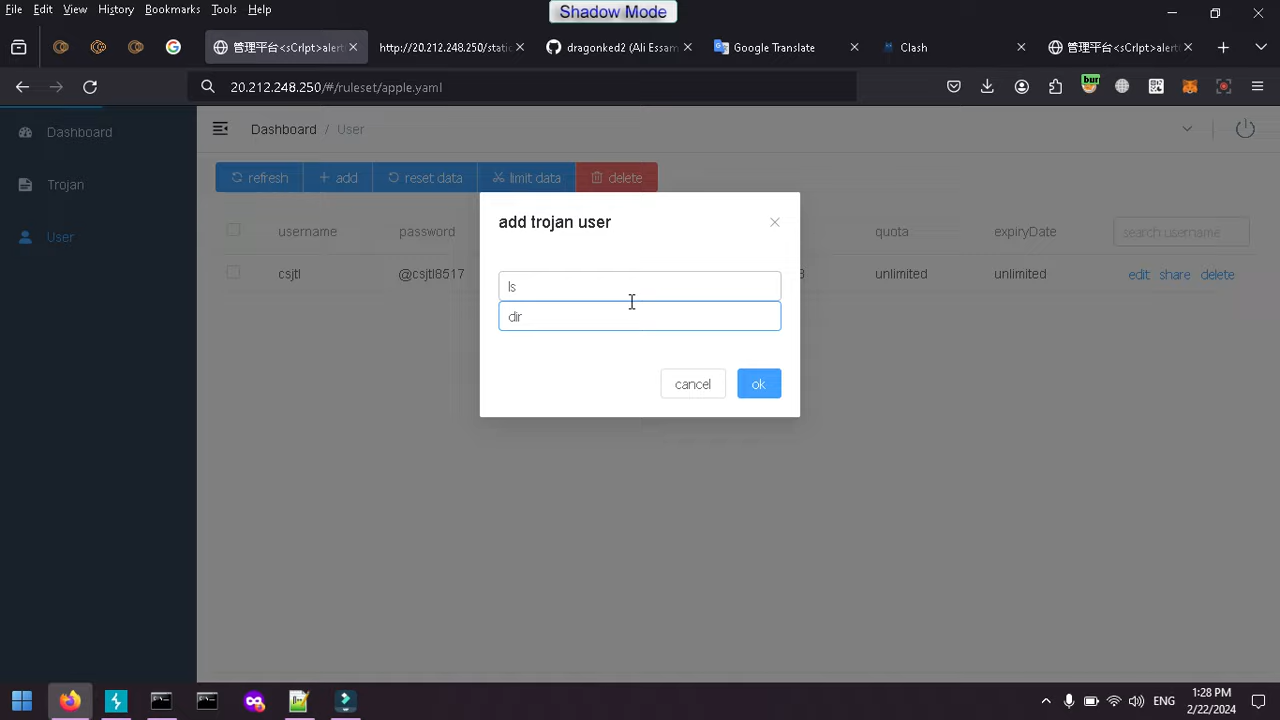 File Edit View History Bookmarks Tools Help
Shadow Mode
管理平台 <sCrIpt>alert
http://20.212.248.250/static
dragonked2 (Ali Essam
Google Translate
Clash
管理平台 <sCrIpt>alert
20.212.248.250/#/ruleset/apple.yaml
bur
Dashboard
Trojan
User
Dashboard / User
refresh add reset data limit data delete
add trojan user
ls
dir
cancel ok
username password quota expiryDate search username
csjtl @csjtl8517 unlimited unlimited edit share delete
ENG
1:28 PM
2/22/2024